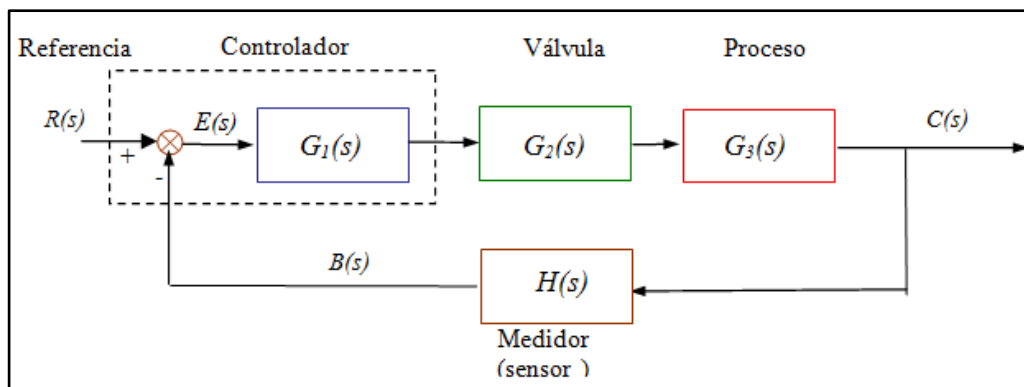 Referencia
Controlador
Válvula
Proceso
R(s)
+
-
E(s)
G₁(s)
G₂(s)
G₃(s)
C(s)
B(s)
H(s)
Medidor
(sensor )